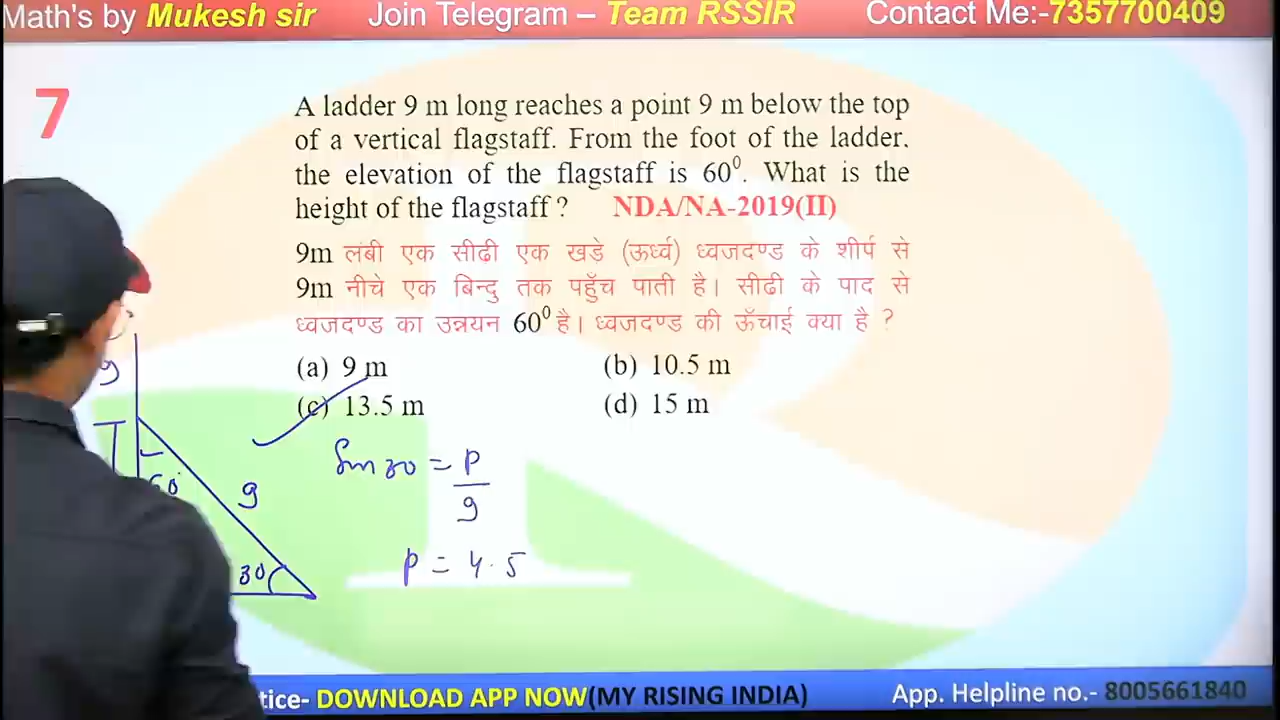 Math's by Mukesh sir Join Telegram – Team RSSIR Contact Me:-7357700409
7
A ladder 9 m long reaches a point 9 m below the top
of a vertical flagstaff. From the foot of the ladder,
the elevation of the flagstaff is 60⁰. What is the
height of the flagstaff ? NDA/NA-2019(II)
9m लंबी एक सीढी एक खडे (ऊर्ध्व) ध्वजदण्ड के शीर्ष से
9m नीचे एक बिन्दु तक पहुँच पाती है। सीढी के पाद से
ध्वजदण्ड का उन्नयन 60⁰ है। ध्वजदण्ड की ऊँचाई क्या है ?
(a) 9 m (b) 10.5 m
(c) 13.5 m (d) 15 m
9
60°
9
30
Sin 30 = P/9
P = 4.5
tice- DOWNLOAD APP NOW(MY RISING INDIA) App. Helpline no.- 8005661840